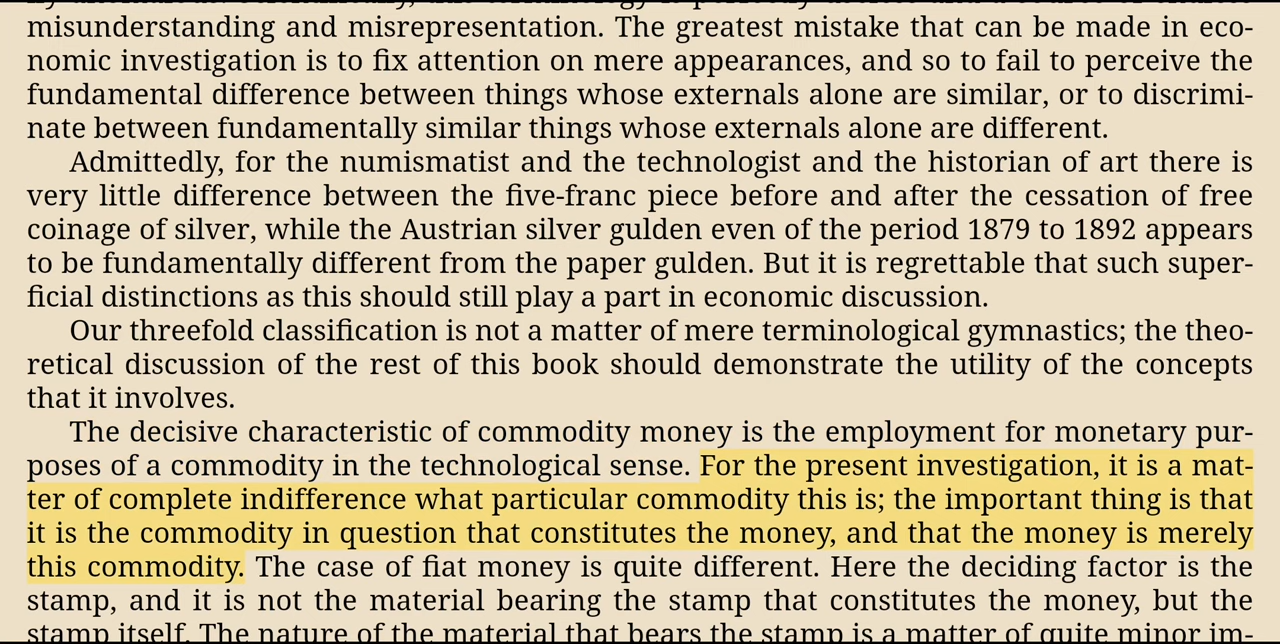 misunderstanding and misrepresentation. The greatest mistake that can be made in eco-
nomic investigation is to fix attention on mere appearances, and so to fail to perceive the
fundamental difference between things whose externals alone are similar, or to discrimi-
nate between fundamentally similar things whose externals alone are different.
Admittedly, for the numismatist and the technologist and the historian of art there is
very little difference between the five-franc piece before and after the cessation of free
coinage of silver, while the Austrian silver gulden even of the period 1879 to 1892 appears
to be fundamentally different from the paper gulden. But it is regrettable that such super-
ficial distinctions as this should still play a part in economic discussion.
Our threefold classification is not a matter of mere terminological gymnastics; the theo-
retical discussion of the rest of this book should demonstrate the utility of the concepts
that it involves.
The decisive characteristic of commodity money is the employment for monetary pur-
poses of a commodity in the technological sense. For the present investigation, it is a mat-
ter of complete indifference what particular commodity this is; the important thing is that
it is the commodity in question that constitutes the money, and that the money is merely
this commodity. The case of fiat money is quite different. Here the deciding factor is the
stamp, and it is not the material bearing the stamp that constitutes the money, but the
stamp itself. The nature of the material that bears the stamp is a matter of quite minor im-